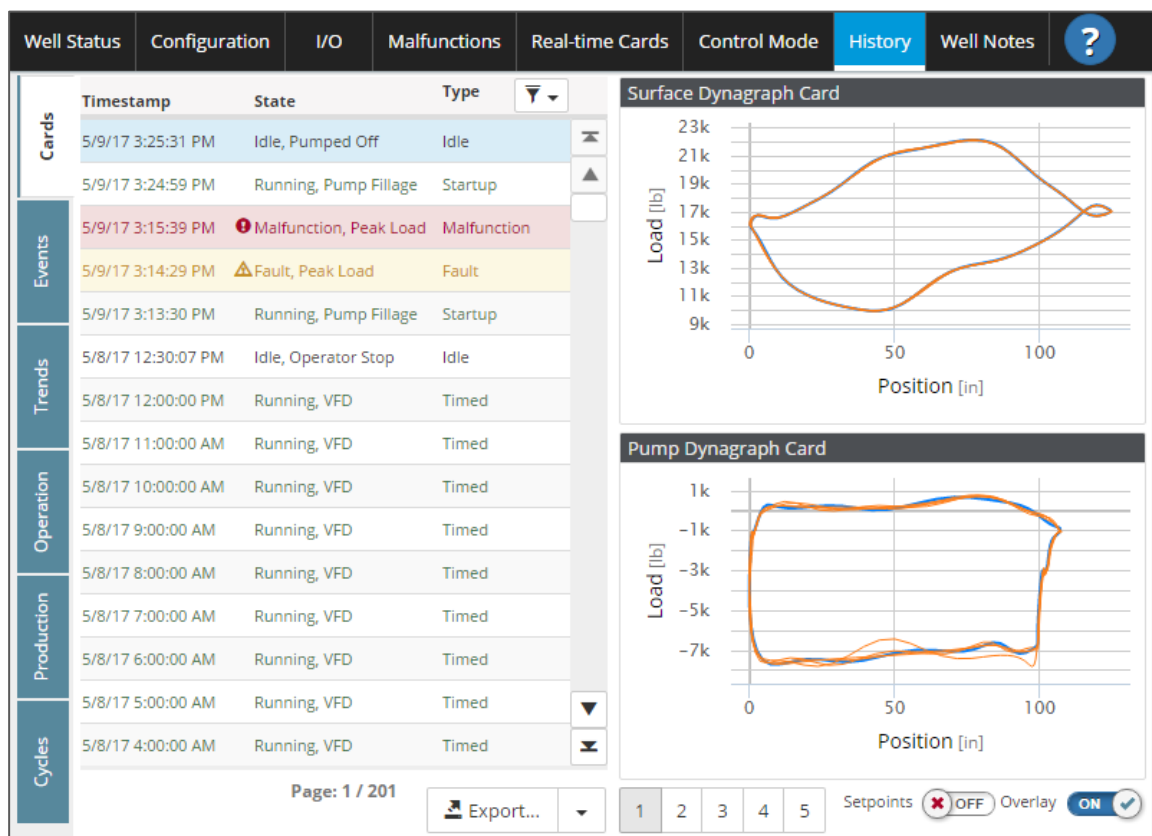 Well Status Configuration I/O Malfunctions Real-time Cards Control Mode History Well Notes ?
Cards
Events
Trends
Operation
Production
Cycles
Timestamp State Type
5/9/17 3:25:31 PM Idle, Pumped Off Idle
5/9/17 3:24:59 PM Running, Pump Fillage Startup
5/9/17 3:15:39 PM Malfunction, Peak Load Malfunction
5/9/17 3:14:29 PM Fault, Peak Load Fault
5/9/17 3:13:30 PM Running, Pump Fillage Startup
5/8/17 12:30:07 PM Idle, Operator Stop Idle
5/8/17 12:00:00 PM Running, VFD Timed
5/8/17 11:00:00 AM Running, VFD Timed
5/8/17 10:00:00 AM Running, VFD Timed
5/8/17 9:00:00 AM Running, VFD Timed
5/8/17 8:00:00 AM Running, VFD Timed
5/8/17 7:00:00 AM Running, VFD Timed
5/8/17 6:00:00 AM Running, VFD Timed
5/8/17 5:00:00 AM Running, VFD Timed
5/8/17 4:00:00 AM Running, VFD Timed
Page: 1 / 201
Export...
Surface Dynagraph Card
23k
21k
19k
17k
15k
13k
11k
9k
Load [lb]
0 50 100
Position [in]
Pump Dynagraph Card
1k
-1k
-3k
-5k
-7k
Load [lb]
0 50 100
Position [in]
1 2 3 4 5 Setpoints OFF Overlay ON